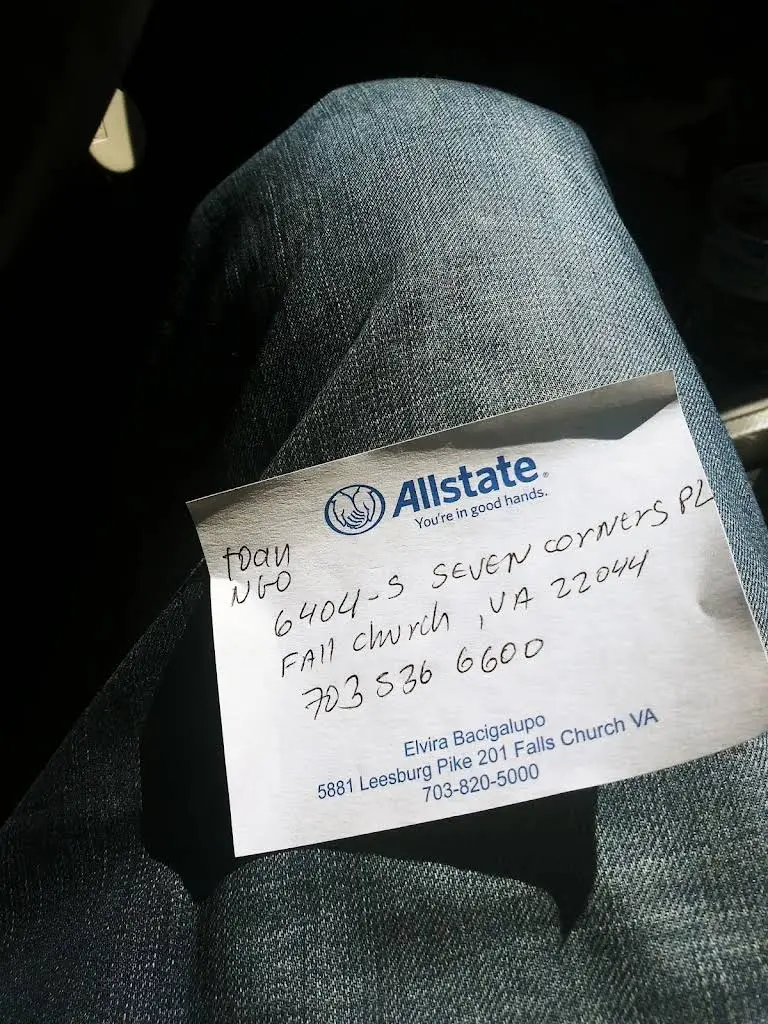 Allstate®
You're in good hands.
toan
NGO
6404-S SEVEN CORNERS PL
FAll church, VA 22044
703 536 6600
Elvira Bacigalupo
5881 Leesburg Pike 201 Falls Church VA
703-820-5000